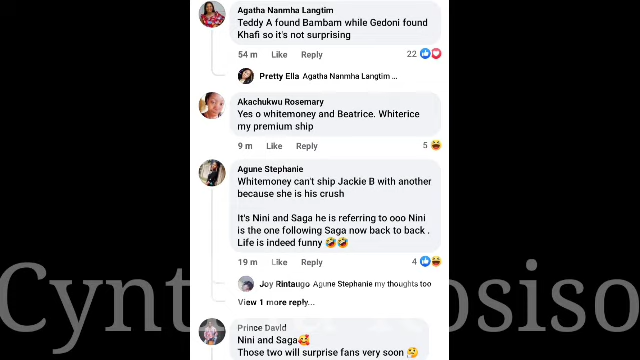 Agatha Nanmha Langtim
Teddy A found Bambam while Gedoni found
Khafi so it's not surprising
54 m Like Reply 22
Pretty Ella Agatha Nanmha Langtim ...
Akachukwu Rosemary
Yes o whitemoney and Beatrice. Whiterice
my premium ship
9 m Like Reply 5 😆
Agune Stephanie
Whitemoney can't ship Jackie B with another
because she is his crush
It's Nini and Saga he is referring to ooo Nini
is the one following Saga now back to back .
Life is indeed funny 🤣🤣
19 m Like Reply 4
Joy Rintaugo Agune Stephanie my thoughts too
View 1 more reply...
Prince David
Nini and Saga🥰
Those two will surprise fans very soon 🤔